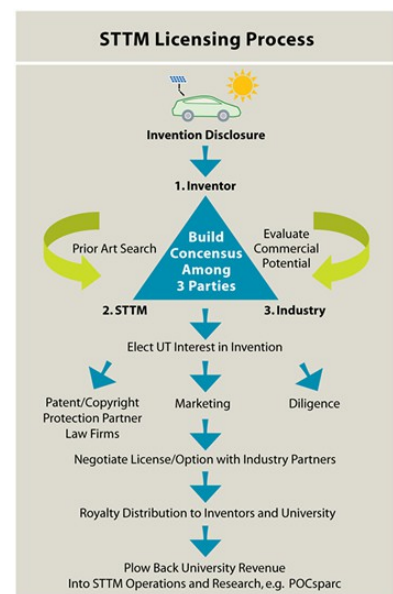 STTM Licensing Process
Invention Disclosure
1. Inventor
Prior Art Search
Build
Concensus
Among
3 Parties
Evaluate
Commercial
Potential
2. STTM
3. Industry
Elect UT Interest in Invention
Patent/Copyright
Protection Partner
Law Firms
Marketing
Diligence
Negotiate License/Option with Industry Partners
Royalty Distribution to Inventors and University
Plow Back University Revenue
Into STTM Operations and Research, e.g. POCsparc